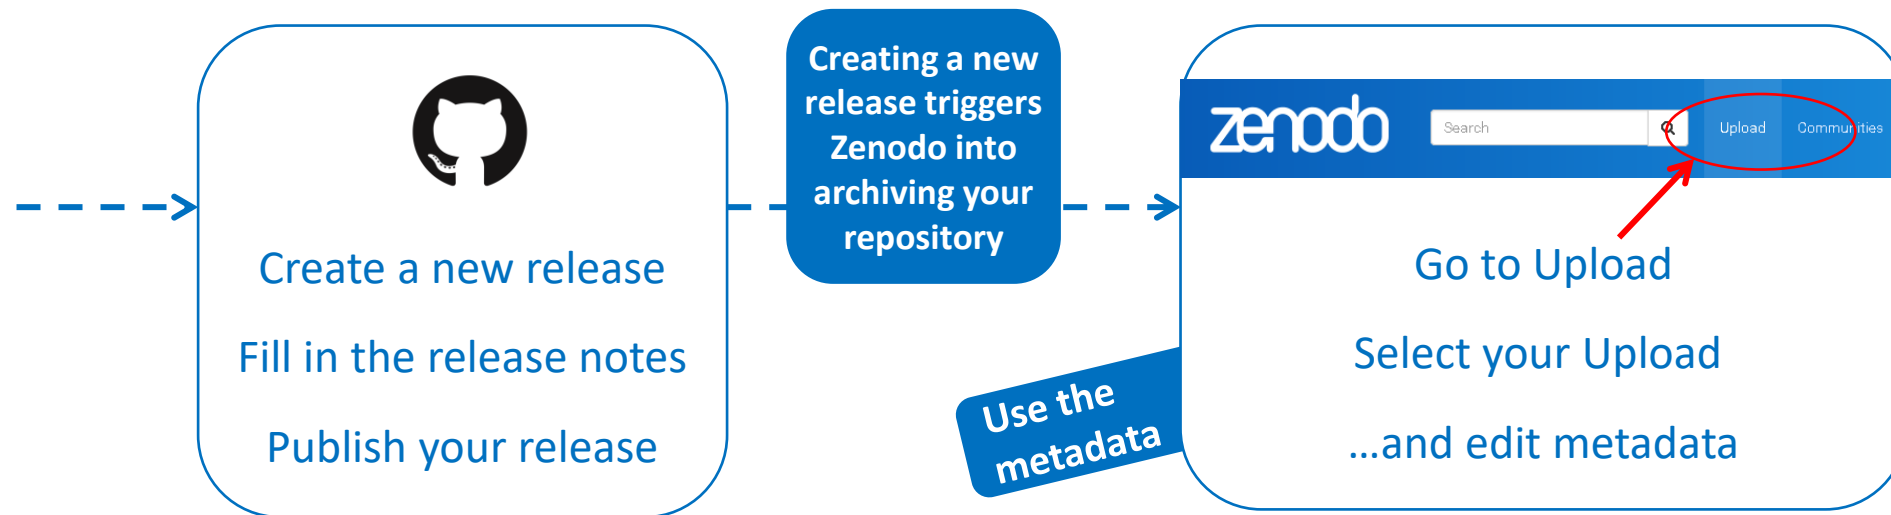 Create a new release
Fill in the release notes
Publish your release
Creating a new
release triggers
Zenodo into
archiving your
repository
zenodo
Search
Upload
Communities
Go to Upload
Select your Upload
...and edit metadata
Use the
metadata